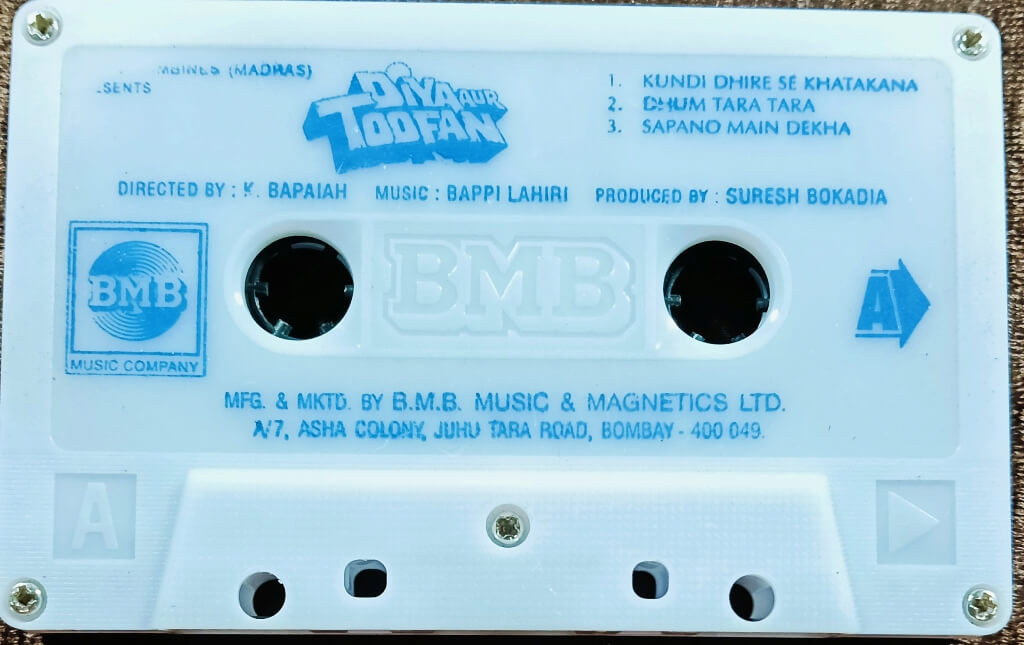 (MADRAS)
DIYA AUR
TOOFAN
1. KUNDI DHIRE SE KHATAKANA
2. DHUM TARA TARA
3. SAPANO MAIN DEKHA
DIRECTED BY : K. BAPAIAH MUSIC : BAPPI LAHIRI PRODUCED BY : SURESH BOKADIA
BMB
MUSIC COMPANY
BMB
A
MFG. & MKTD. BY B.M.B. MUSIC & MAGNETICS LTD.
A/7, ASHA COLONY, JUHU TARA ROAD, BOMBAY - 400 049.
A